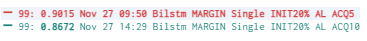 99: 0.9015 Nov 27 09:50 Bilstm MARGIN Single INIT20% AL ACQ5
99: 0.8672 Nov 27 14:29 Bilstm MARGIN Single INIT20% AL ACQ10